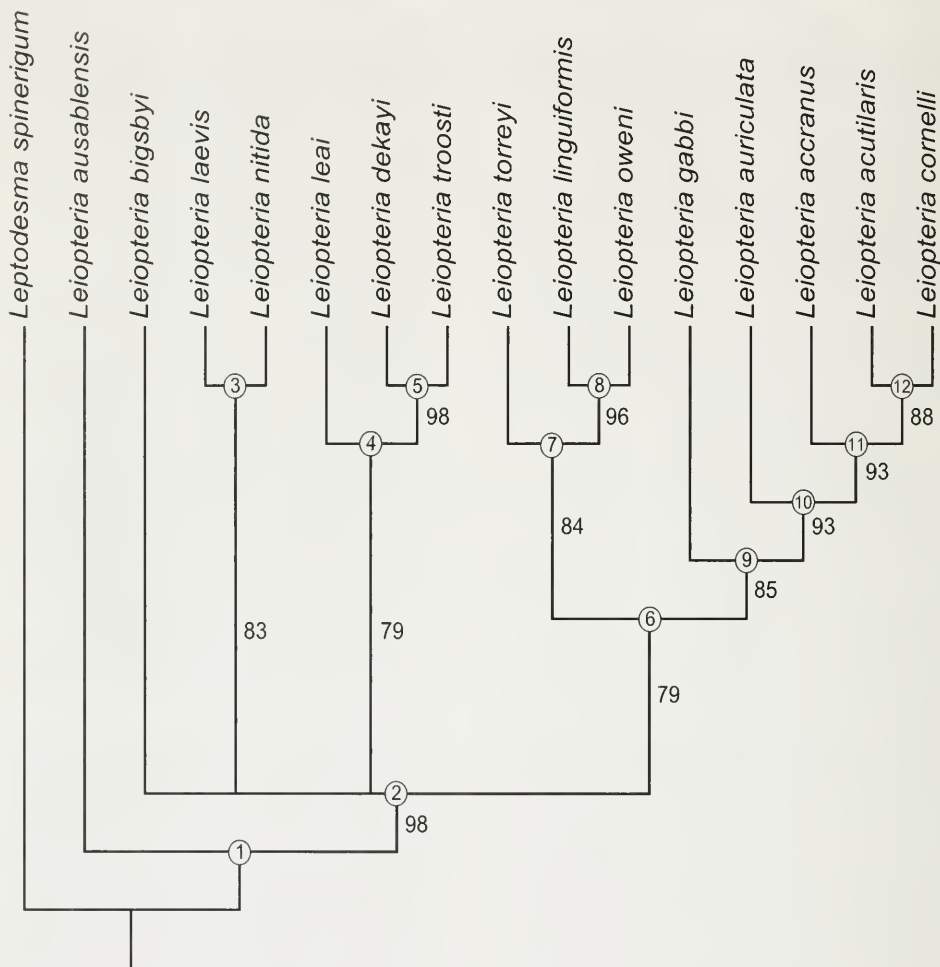 Leptodesma spinerigum
Leiopteria ausablensis
Leiopteria bigsbyi
Leiopteria laevis
Leiopteria nitida
Leiopteria leai
Leiopteria dekayi
Leiopteria troosti
Leiopteria torreyi
Leiopteria linguiformis
Leiopteria oweni
Leiopteria gabbi
Leiopteria auriculata
Leiopteria accranus
Leiopteria acutilaris
Leiopteria cornelli
3
5
8
12
98
96
88
4
7
11
93
10
93
84
9
85
6
83
79
79
2
98
1